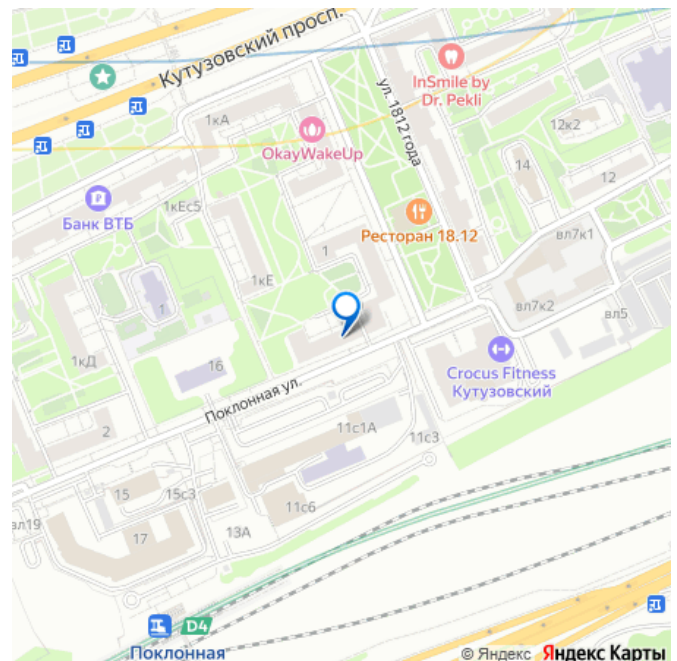 Кутузовский просп.
InSmile by
Dr. Pekli
ул. 1812 года
1кА
12к2
OkayWakeUp
14
12
1кЕс5
Банк ВТБ
Ресторан 18.12
вл7к1
1
1кЕ
1
вл7к2
вл5
1кД
16
Crocus Fitness
Кутузовский
Поклонная ул.
2
11с1А
11с3
15
15с3
11с6
вл19
17
13А
D4
Поклонная
© Яндекс Яндекс Карты